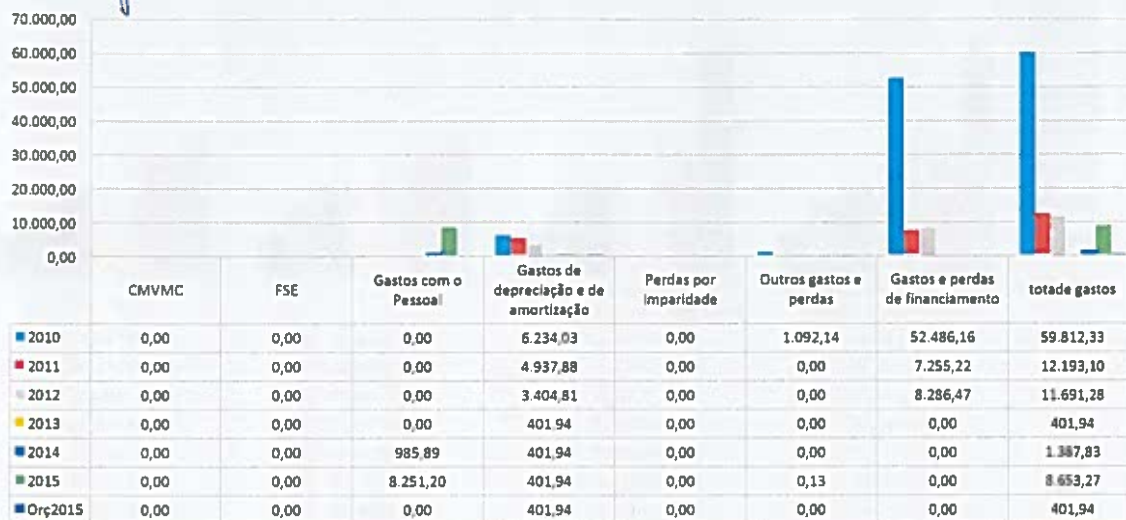 70.000,00
60.000,00
50.000,00
40.000,00
30.000,00
20.000,00
10.000,00
0,00
CMVMC FSE Gastos com o Pessoal Gastos de depreciação e de amortização Perdas por Imparidade Outros gastos e perdas Gastos e perdas de financiamento totade gastos
2010 0,00 0,00 0,00 6.234,03 0,00 1.092,14 52.486,16 59.812,33
2011 0,00 0,00 0,00 4.937,88 0,00 0,00 7.255,22 12.193,10
2012 0,00 0,00 0,00 3.404,81 0,00 0,00 8.286,47 11.691,28
2013 0,00 0,00 0,00 401,94 0,00 0,00 0,00 401,94
2014 0,00 0,00 985,89 401,94 0,00 0,00 0,00 1.387,83
2015 0,00 0,00 8.251,20 401,94 0,00 0,13 0,00 8.653,27
Orç2015 0,00 0,00 0,00 401,94 0,00 0,00 0,00 401,94